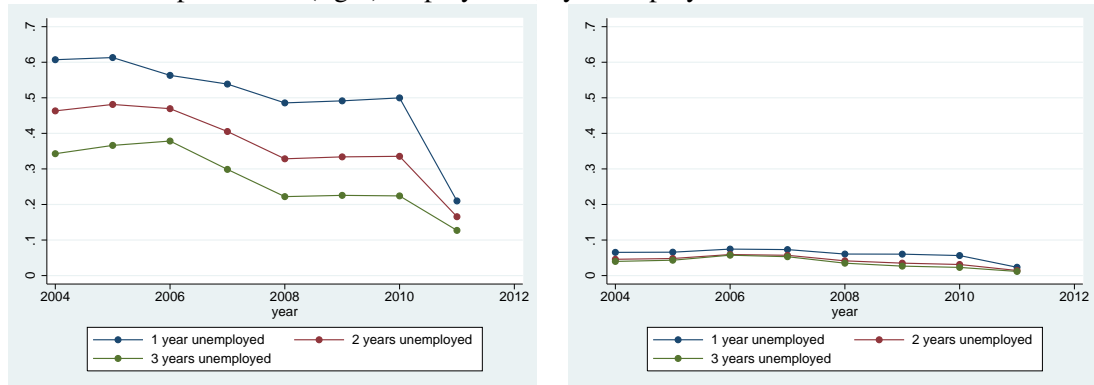 .7
.6
.5
.4
.3
.2
.1
0
2004 2006 2008 2010 2012
year
1 year unemployed 2 years unemployed
3 years unemployed
.7
.6
.5
.4
.3
.2
.1
0
2004 2006 2008 2010 2012
year
1 year unemployed 2 years unemployed
3 years unemployed